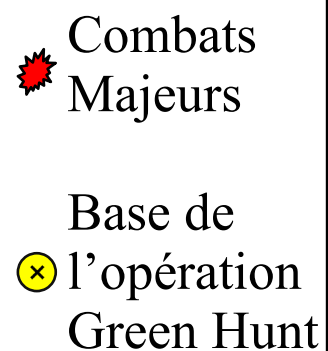 Combats
Majeurs
Base de
l’opération
Green Hunt